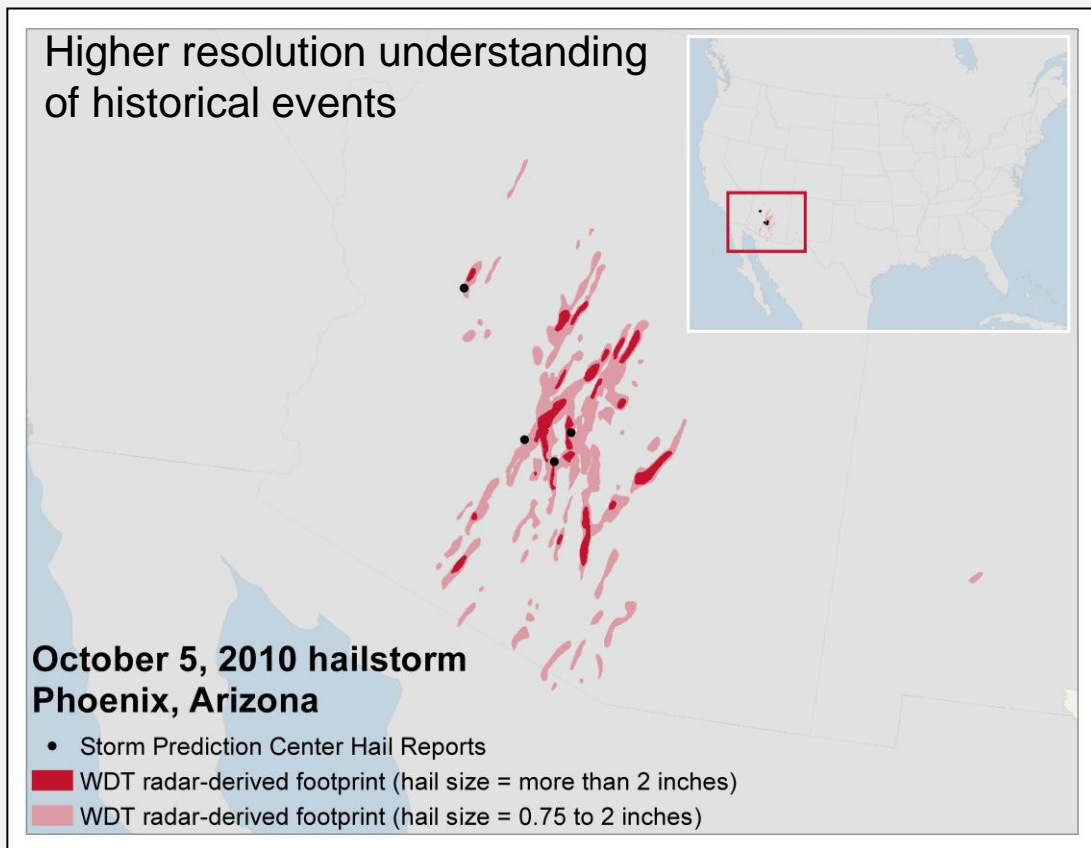 Higher resolution understanding
of historical events
October 5, 2010 hailstorm
Phoenix, Arizona
• Storm Prediction Center Hail Reports
WDT radar-derived footprint (hail size = more than 2 inches)
WDT radar-derived footprint (hail size = 0.75 to 2 inches)